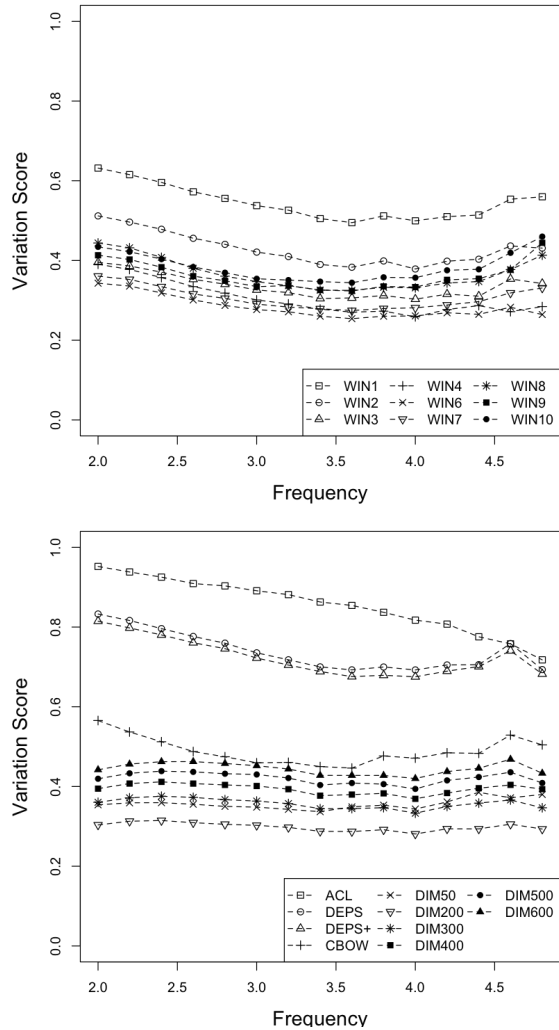 1.0
0.8
0.6
0.4
0.2
0.0
Variation Score
2.0 2.5 3.0 3.5 4.0 4.5
Frequency
WIN1 WIN4 WIN8
WIN2 WIN6 WIN9
WIN3 WIN7 WIN10
1.0
0.8
0.6
0.4
0.2
0.0
Variation Score
2.0 2.5 3.0 3.5 4.0 4.5
Frequency
ACL DIM50 DIM500
DEPS DIM200 DIM600
DEPS+ DIM300
CBOW DIM400